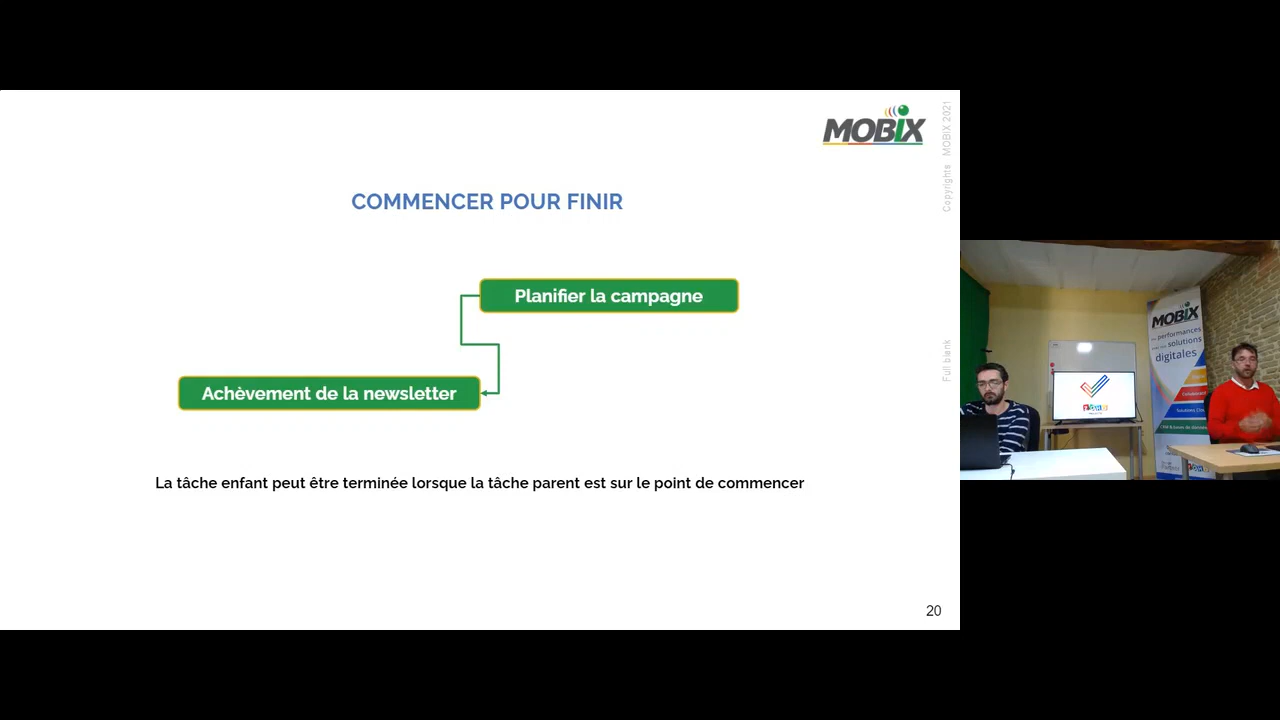 MOBIX
Copyrights MOBIX 2021
COMMENCER POUR FINIR
Planifier la campagne
Full blank
Achèvement de la newsletter
La tâche enfant peut être terminée lorsque la tâche parent est sur le point de commencer
20
MOBIX
performances
solutions
digitales